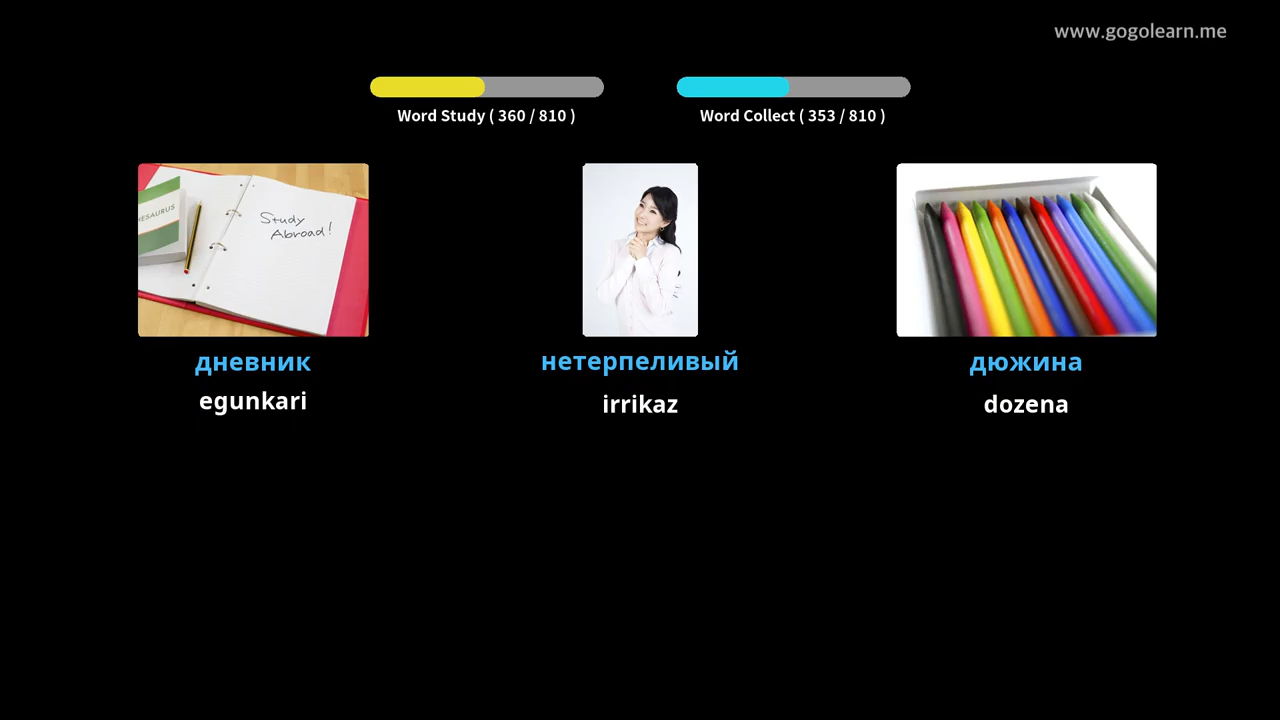 www.gogolearn.me
Word Study ( 360 / 810 )
Word Collect ( 353 / 810 )
HESAURUS
Study
Abroad!
дневник
нетерпеливый
дюжина
egunkari
irrikaz
dozena